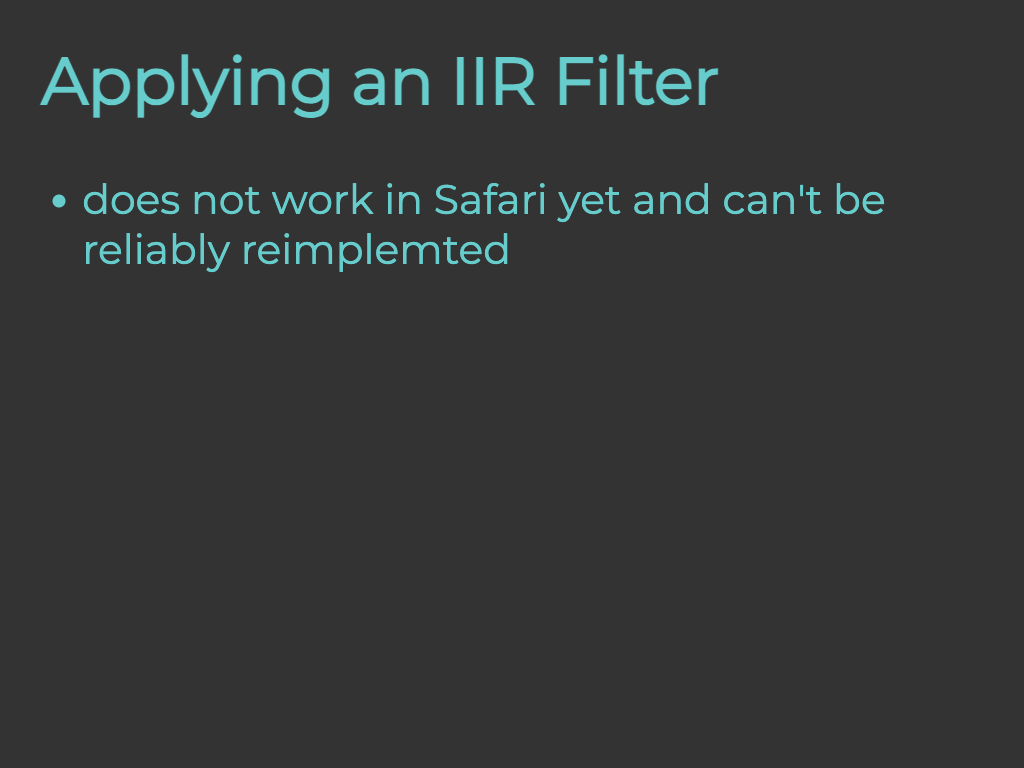 Applying an IIR Filter
• does not work in Safari yet and can't be
reliably reimplemted